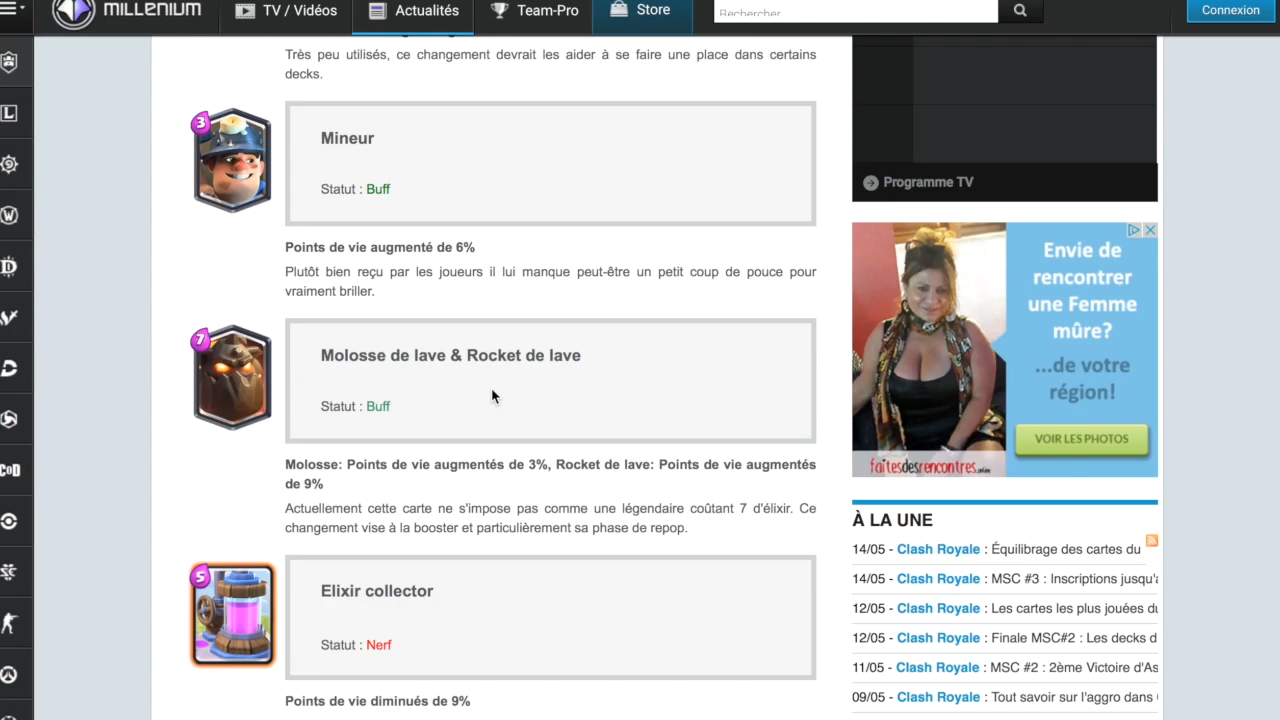 MILLENIUM
TV / Vidéos
Actualités
Team-Pro
Store
Rechercher
Connexion
Très peu utilisés, ce changement devrait les aider à se faire une place dans certains
decks.
3
Mineur
Statut : Buff
Points de vie augmenté de 6%
Plutôt bien reçu par les joueurs il lui manque peut-être un petit coup de pouce pour
vraiment briller.
7
Molosse de lave & Rocket de lave
Statut : Buff
Molosse: Points de vie augmentés de 3%, Rocket de lave: Points de vie augmentés
de 9%
Actuellement cette carte ne s'impose pas comme une légendaire coûtant 7 d'élixir. Ce
changement vise à la booster et particulièrement sa phase de repop.
5
Elixir collector
Statut : Nerf
Points de vie diminués de 9%
Programme TV
Envie de
rencontrer
une Femme
mûre?
...de votre
région!
VOIR LES PHOTOS
faitesdesrencontres
À LA UNE
14/05 - Clash Royale : Équilibrage des cartes du
14/05 - Clash Royale : MSC #3 : Inscriptions jusqu'a
12/05 - Clash Royale : Les cartes les plus jouées du
12/05 - Clash Royale : Finale MSC#2 : Les decks d
11/05 - Clash Royale : MSC #2 : 2ème Victoire d'As
09/05 - Clash Royale : Tout savoir sur l'aggro dans